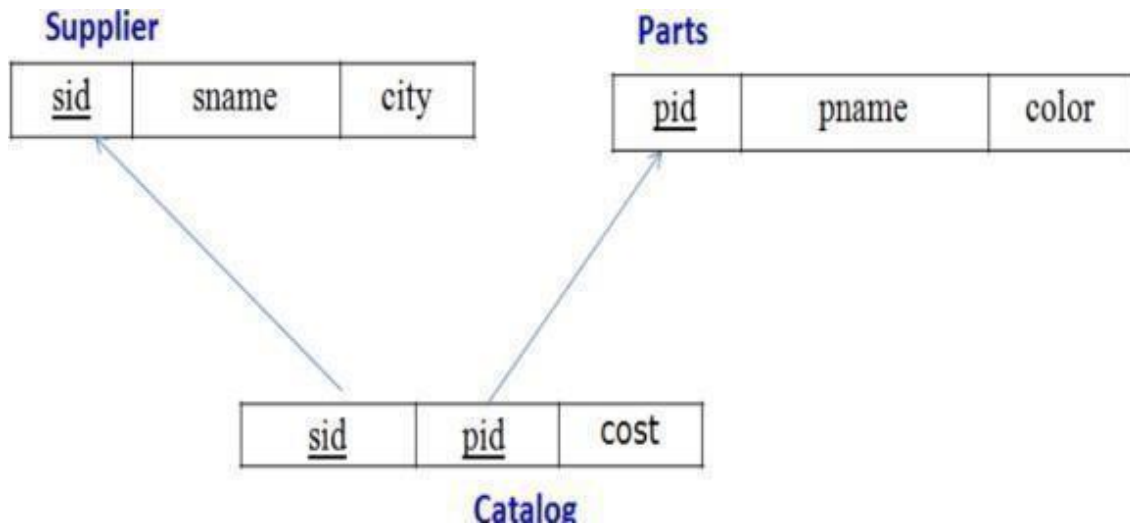 Supplier
sid sname city
Parts
pid pname color
sid pid cost
Catalog